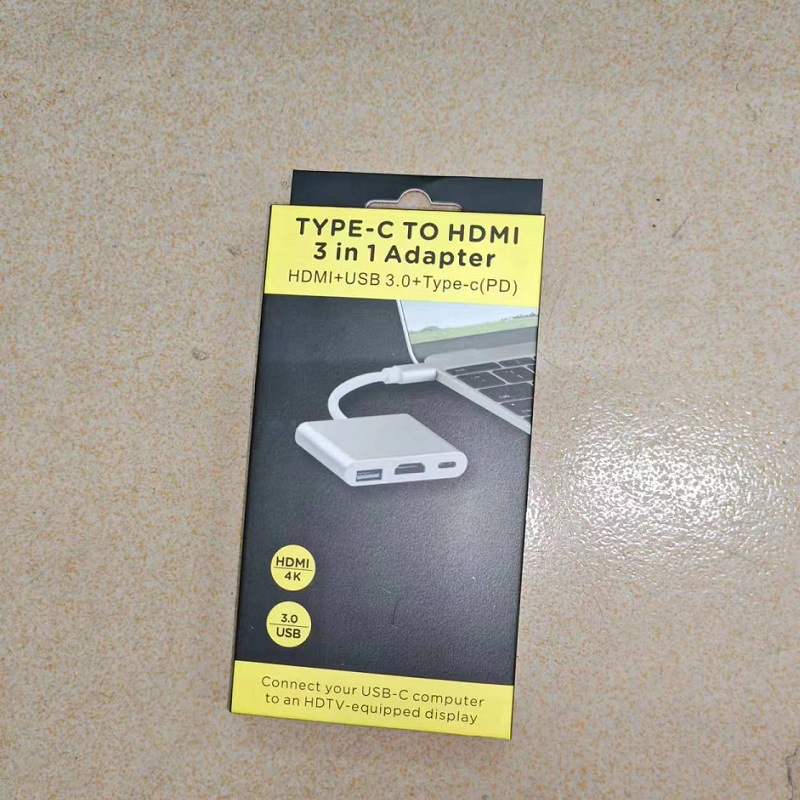 TYPE-C TO HDMI
3 in 1 Adapter
HDMI+USB 3.0+Type-c(PD)
HDMI
4K
3.0
USB
Connect your USB-C computer
to an HDTV-equipped display